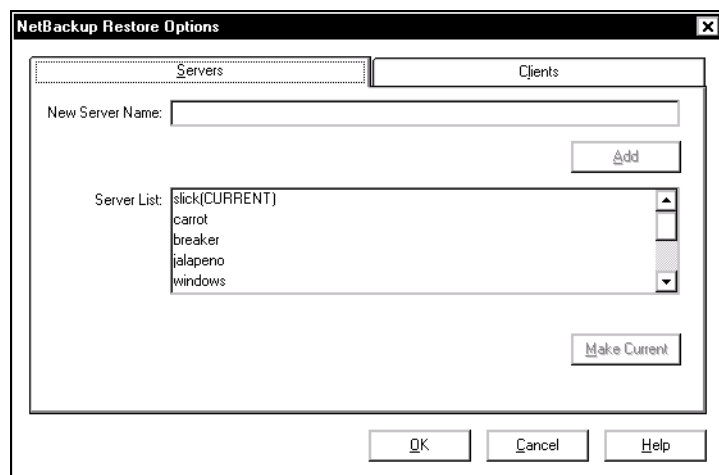 NetBackup Restore Options
Servers
Clients
New Server Name:
Add
Server List:
slick(CURRENT)
carrot
breaker
jalapeno
windows
Make Current
OK
Cancel
Help